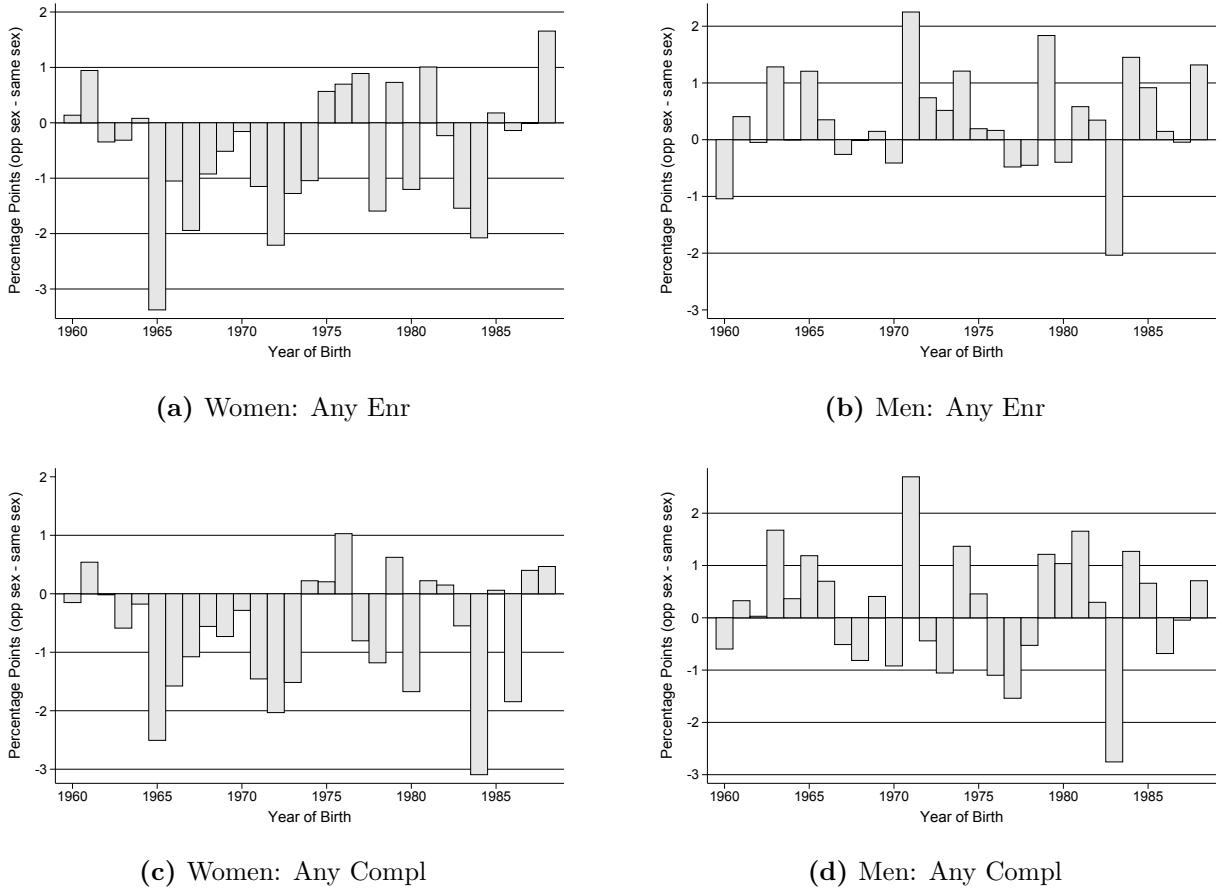 Percentage Points (opp sex - same sex)
2
1
0
-1
-2
-3
1960 1965 1970 1975 1980 1985
Year of Birth
(a) Women: Any Enr
Percentage Points (opp sex - same sex)
2
1
0
-1
-2
-3
1960 1965 1970 1975 1980 1985
Year of Birth
(b) Men: Any Enr
Percentage Points (opp sex - same sex)
2
1
0
-1
-2
-3
1960 1965 1970 1975 1980 1985
Year of Birth
(c) Women: Any Compl
Percentage Points (opp sex - same sex)
2
1
0
-1
-2
-3
1960 1965 1970 1975 1980 1985
Year of Birth
(d) Men: Any Compl